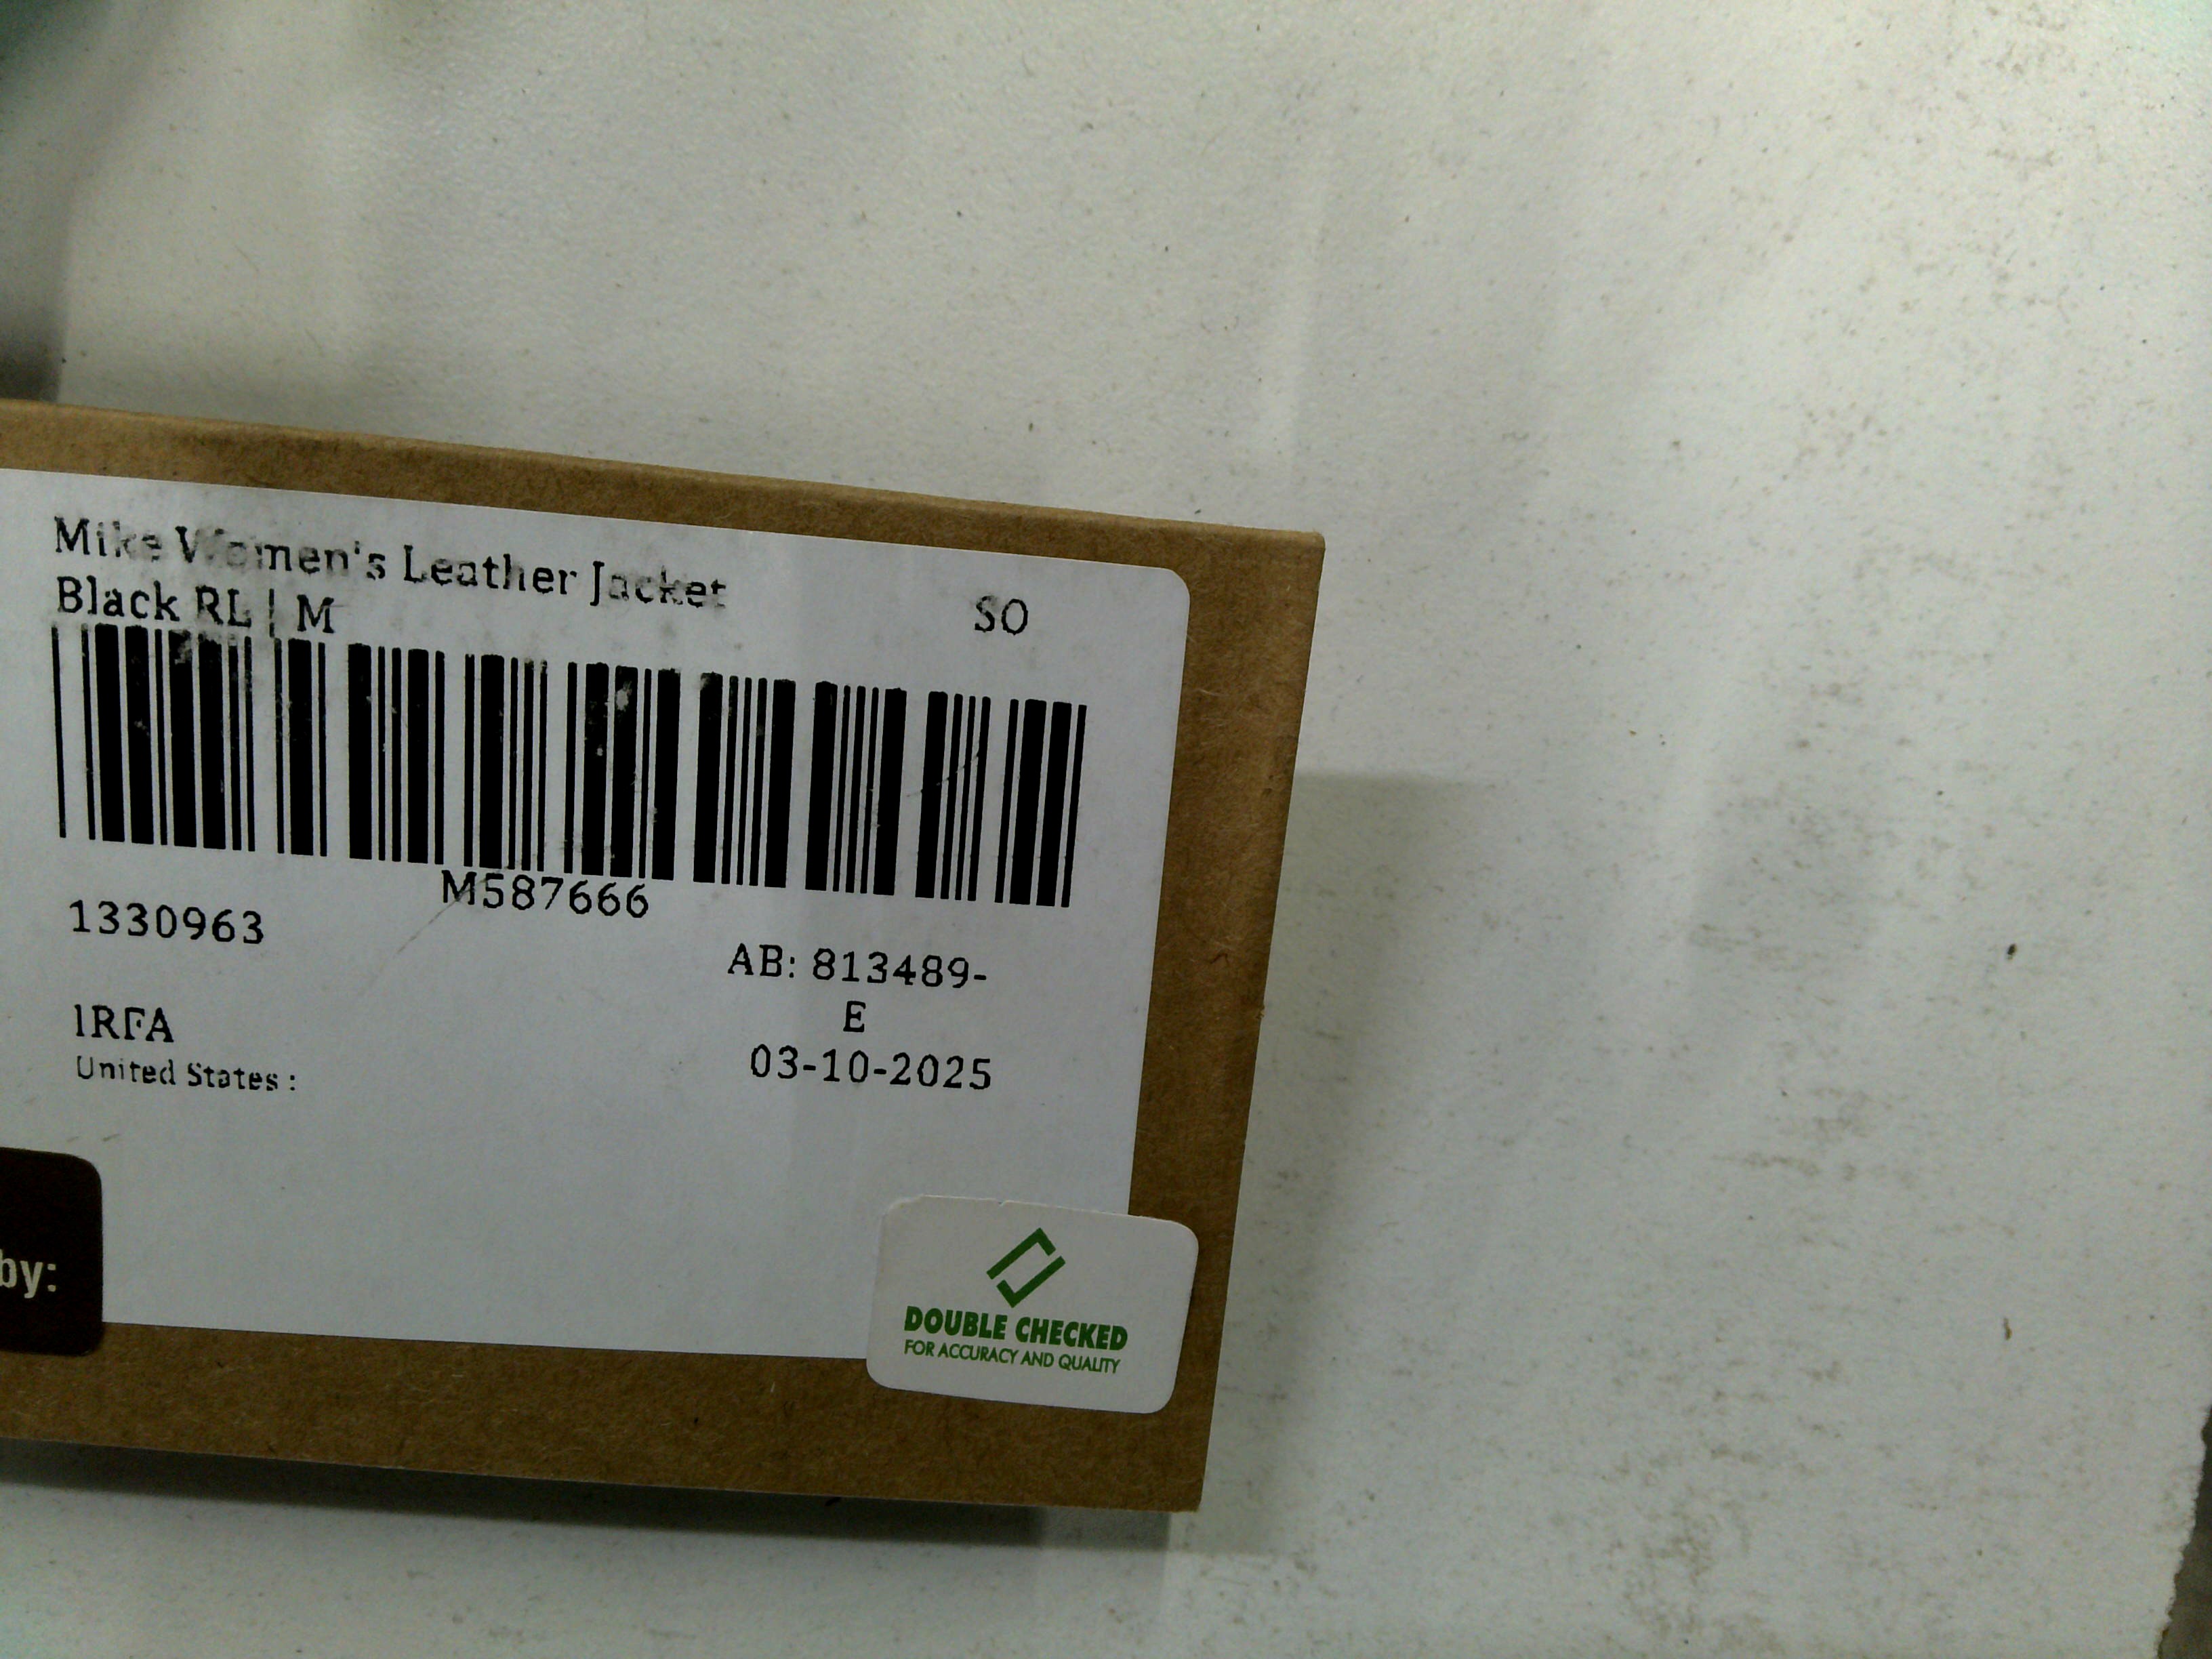 Mike Women's Leather Jacket
Black RL | M
SO
M587666
1330963
AB: 813489-
E
IRFA
03-10-2025
United States :
by:
DOUBLE CHECKED
FOR ACCURACY AND QUALITY